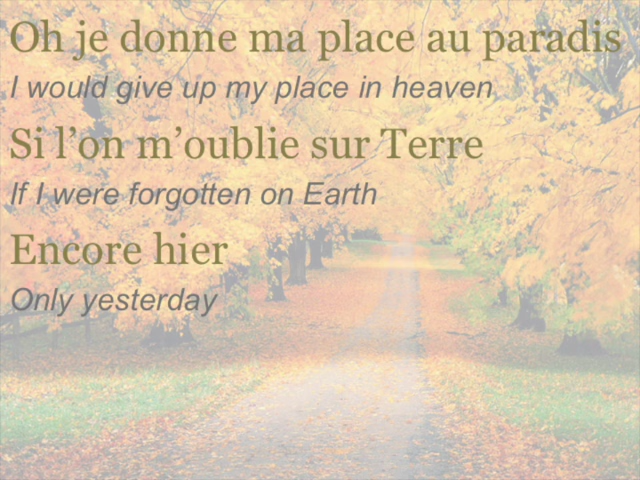 Oh je donne ma place au paradis
I would give up my place in heaven
Si l’on m’oublie sur Terre
If I were forgotten on Earth
Encore hier
Only yesterday